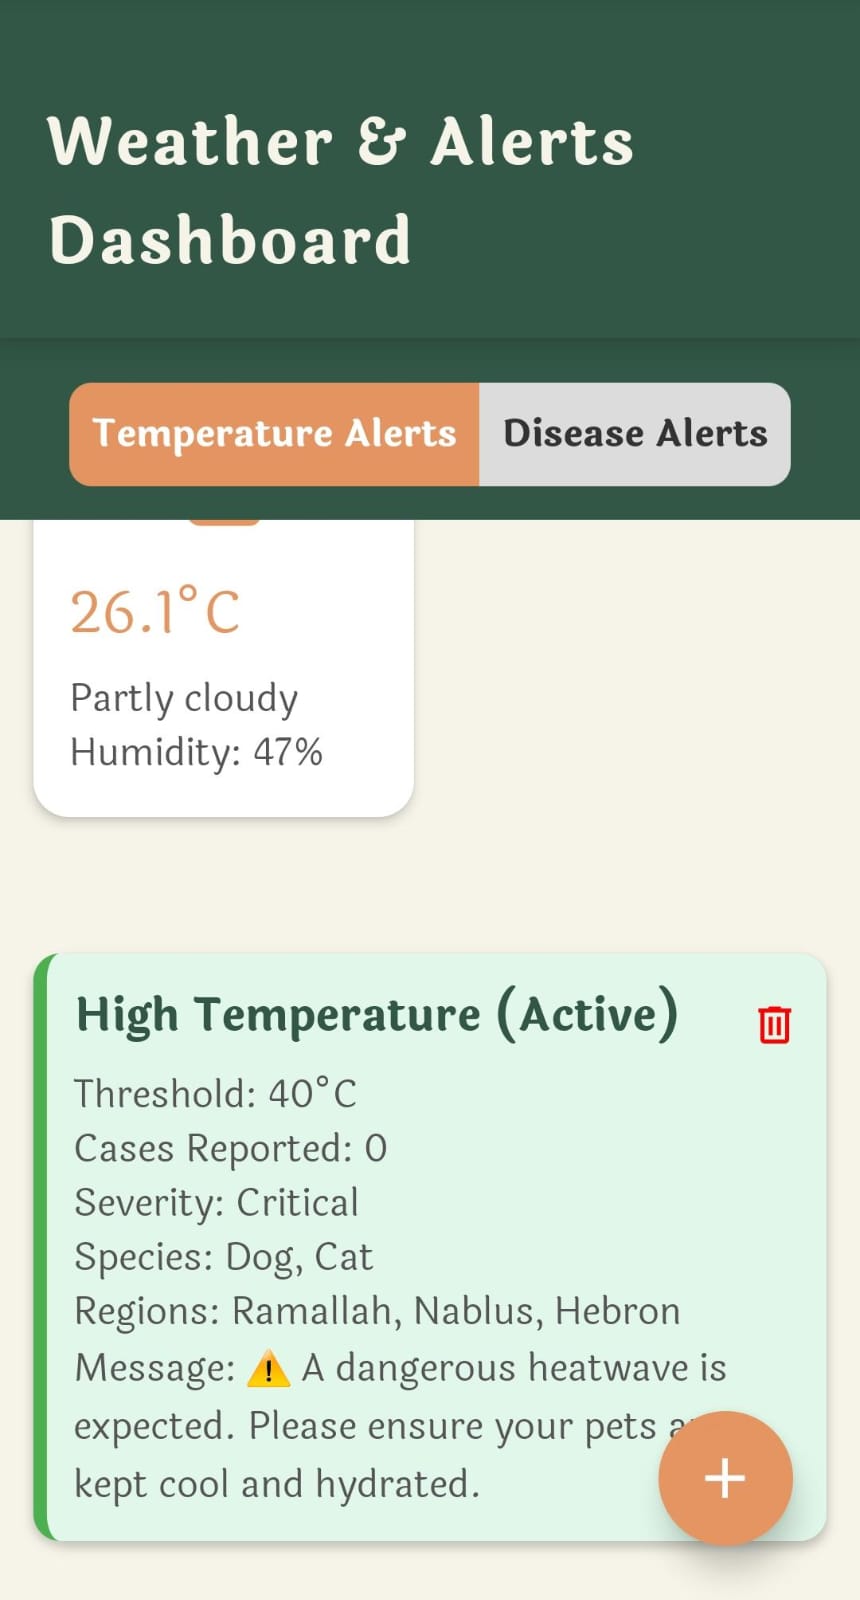 Weather & Alerts
Dashboard
Temperature Alerts
Disease Alerts
26.1°C
Partly cloudy
Humidity: 47%
High Temperature (Active)
Threshold: 40°C
Cases Reported: 0
Severity: Critical
Species: Dog, Cat
Regions: Ramallah, Nablus, Hebron
Message: ⚠️ A dangerous heatwave is
expected. Please ensure your pets
kept cool and hydrated.
+